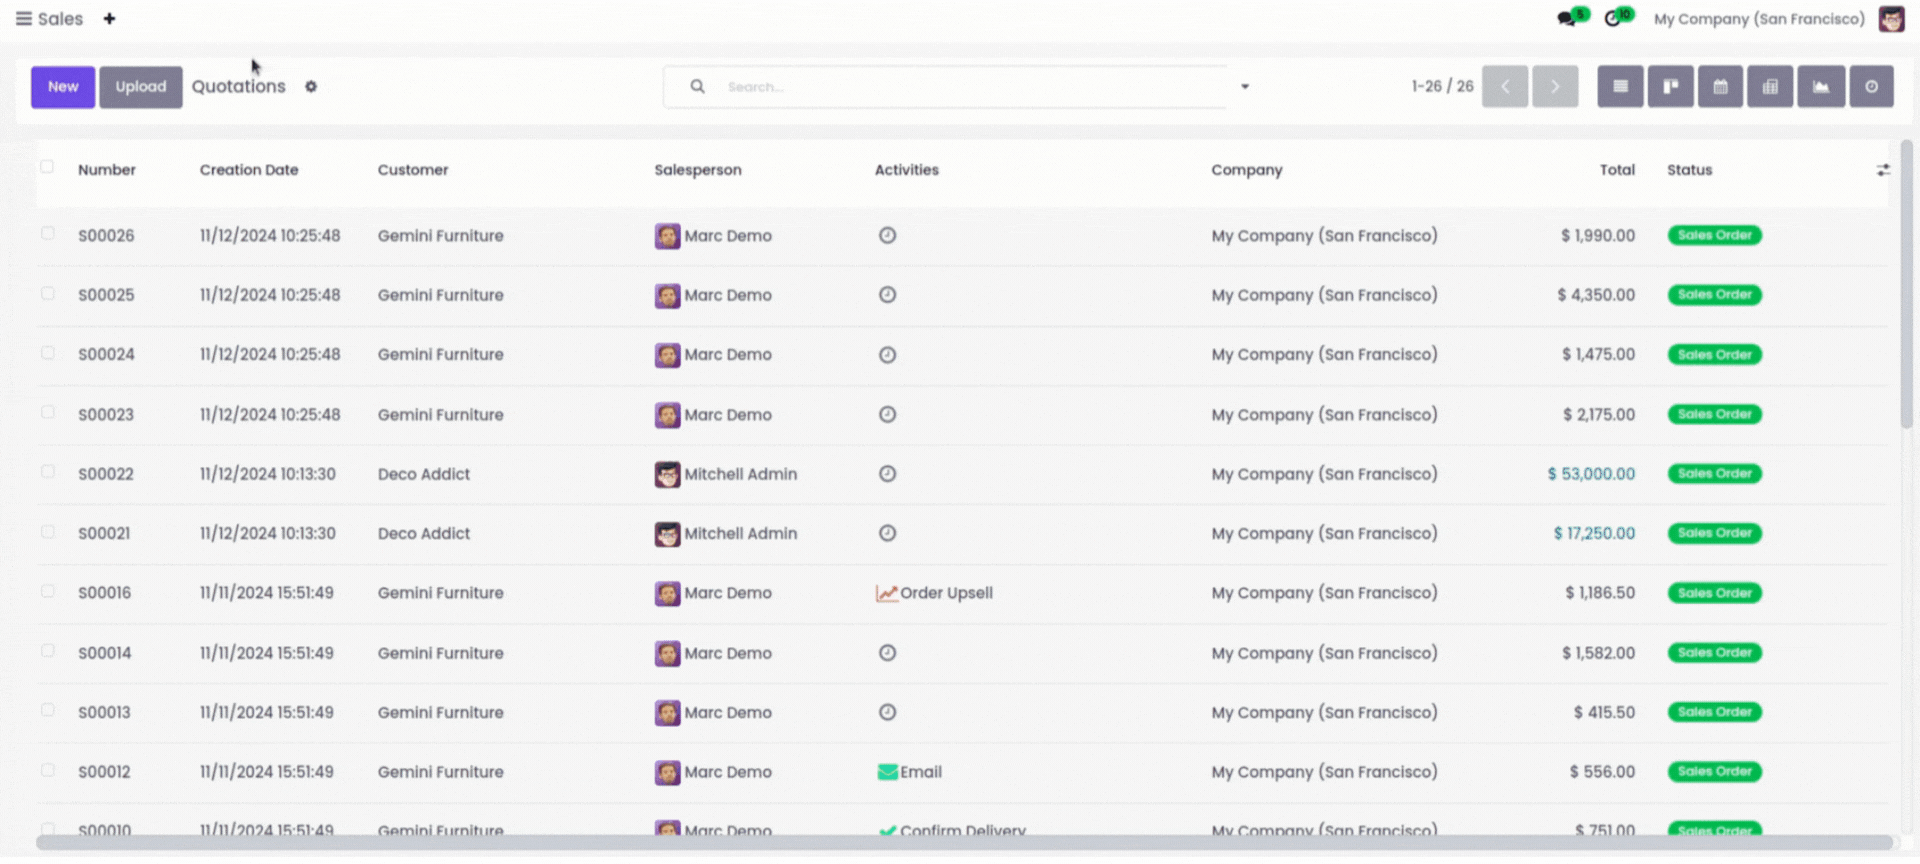 Sales + 5 10 My Company (San Francisco)
New Upload Quotations Search... 1-26 / 26
Number Creation Date Customer Salesperson Activities Company Total Status
S00026 11/12/2024 10:25:48 Gemini Furniture Marc Demo My Company (San Francisco) $ 1,990.00 Sales Order
S00025 11/12/2024 10:25:48 Gemini Furniture Marc Demo My Company (San Francisco) $ 4,350.00 Sales Order
S00024 11/12/2024 10:25:48 Gemini Furniture Marc Demo My Company (San Francisco) $ 1,475.00 Sales Order
S00023 11/12/2024 10:25:48 Gemini Furniture Marc Demo My Company (San Francisco) $ 2,175.00 Sales Order
S00022 11/12/2024 10:13:30 Deco Addict Mitchell Admin My Company (San Francisco) $ 53,000.00 Sales Order
S00021 11/12/2024 10:13:30 Deco Addict Mitchell Admin My Company (San Francisco) $ 17,250.00 Sales Order
S00016 11/11/2024 15:51:49 Gemini Furniture Marc Demo Order Upsell My Company (San Francisco) $ 1,186.50 Sales Order
S00014 11/11/2024 15:51:49 Gemini Furniture Marc Demo My Company (San Francisco) $ 1,582.00 Sales Order
S00013 11/11/2024 15:51:49 Gemini Furniture Marc Demo My Company (San Francisco) $ 415.50 Sales Order
S00012 11/11/2024 15:51:49 Gemini Furniture Marc Demo Email My Company (San Francisco) $ 556.00 Sales Order
S00010 11/11/2024 15:51:49 Gemini Furniture Marc Demo Confirm Delivery My Company (San Francisco) $ 751.00 Sales Order